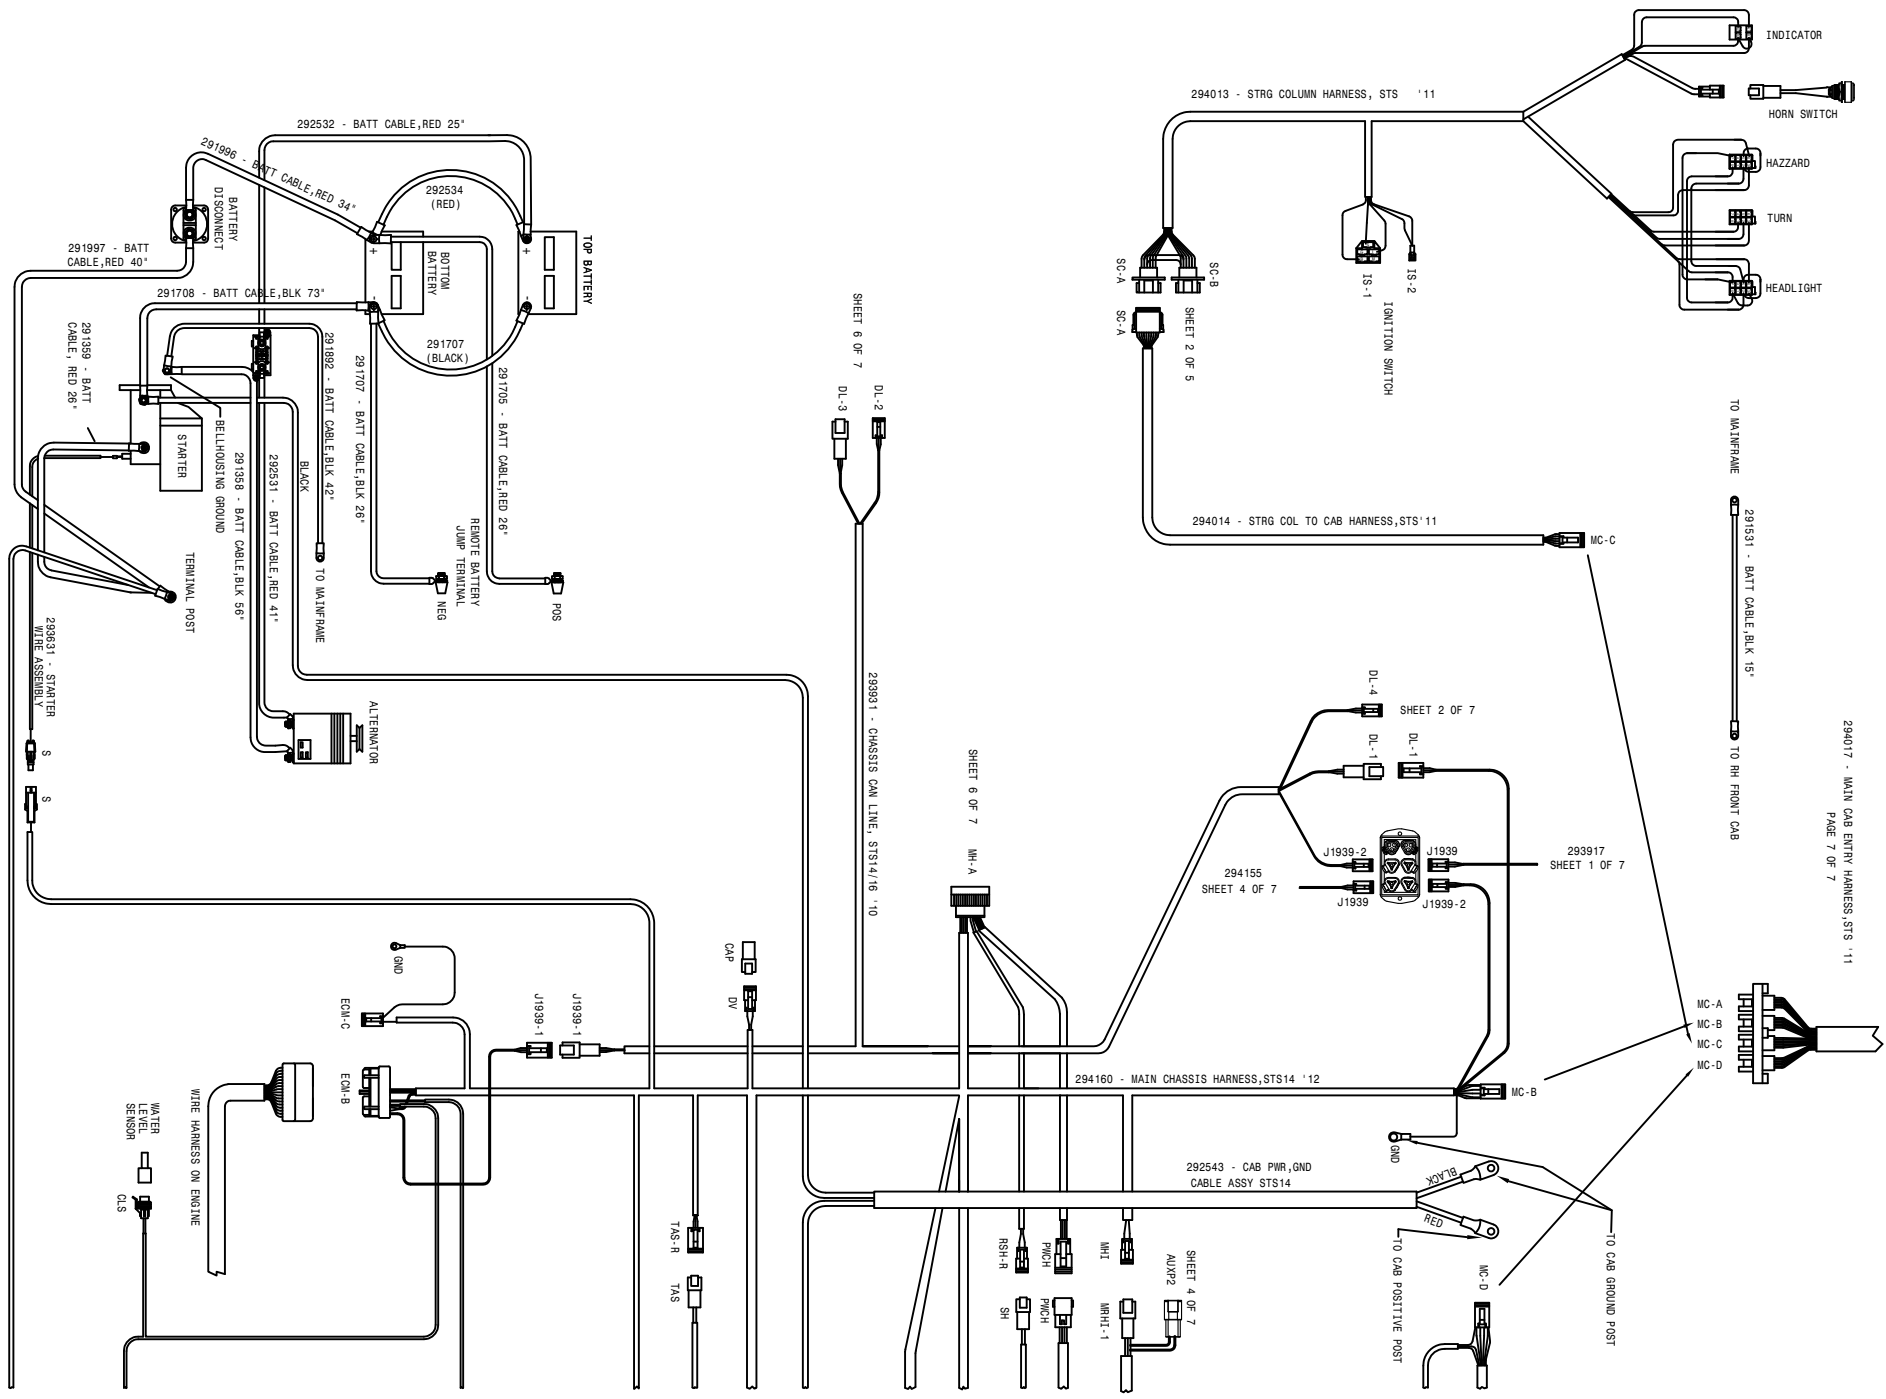 INDICATOR
HORN SWITCH
HAZZARD
TURN
HEADLIGHT
294013 - STRG COLUMN HARNESS, STS '11
SC-A
SC-B
SC-A
SHEET 2 OF 5
IS-1
IS-2
IGNITION SWITCH
292532 - BATT CABLE,RED 25"
291996 - BATT CABLE,RED 34"
BATTERY
DISCONNECT
292534
(RED)
TOP BATTERY
BOTTOM
BATTERY
+
-
+
-
291997 - BATT
CABLE,RED 40"
291708 - BATT CABLE,BLK 73"
291707
(BLACK)
291359 - BATT
CABLE, RED 26"
291892 - BATT CABLE,BLK 42"
291707 - BATT CABLE,BLK 26"
291705 - BATT CABLE,RED 26"
STARTER
BELLHOUSING GROUND
291358 - BATT CABLE,BLK 56"
292531 - BATT CABLE,RED 41"
BLACK
TO MAINFRAME
REMOTE BATTERY
JUMP TERMINAL
NEG
POS
TERMINAL POST
293631 - STARTER
WIRE ASSEMBLY
S
S
ALTERNATOR
SHEET 6 OF 7
DL-3
DL-2
293931 - CHASSIS CAN LINE, STS14/16 '10
294014 - STRG COL TO CAB HARNESS,STS'11
MC-C
TO MAINFRAME
291531 - BATT CABLE,BLK 15"
TO RH FRONT CAB
294017 - MAIN CAB ENTRY HARNESS,STS '11
PAGE 7 OF 7
DL-4
SHEET 2 OF 7
DL-1
DL-1
J1939-2
J1939
293917
SHEET 1 OF 7
294155
SHEET 4 OF 7
J1939
J1939-2
SHEET 6 OF 7
MH-A
MC-A
MC-B
MC-C
MC-D
CAP
DV
GND
ECM-C
J1939-1
J1939-1
ECM-B
WIRE HARNESS ON ENGINE
WATER
LEVEL
SENSOR
CLS
294160 - MAIN CHASSIS HARNESS,STS14 '12
MC-B
GND
292543 - CAB PWR,GND
CABLE ASSY STS14
BLACK
RED
TO CAB GROUND POST
TO CAB POSITIVE POST
MC-D
TAS-R
TAS
RSH-R
SH
PWCH
PWCH
MHI
MRHI-1
SHEET 4 OF 7
AUXP2